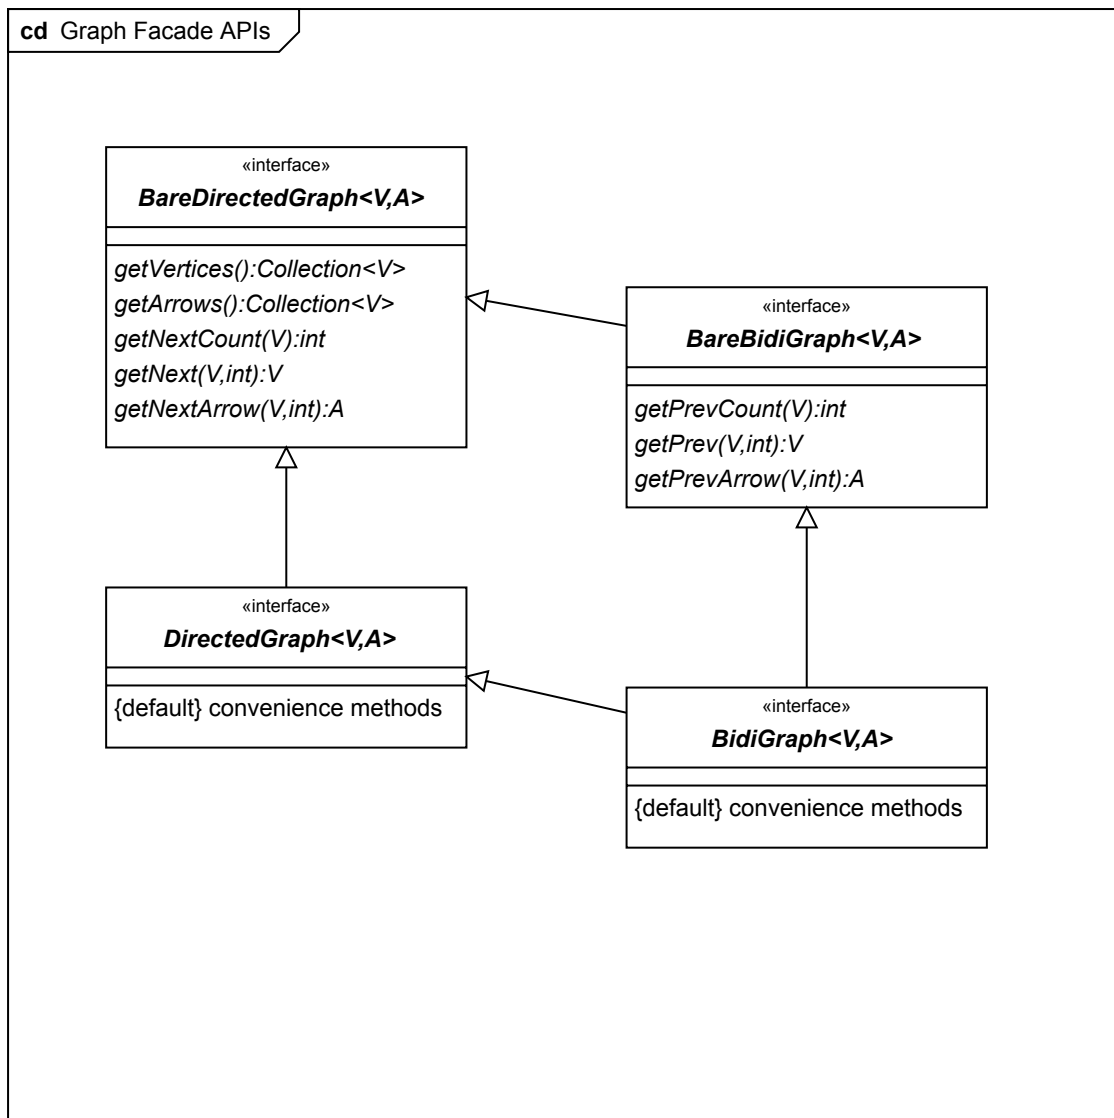 cd Graph Facade APIs
«interface»
BareDirectedGraph<V,A>
getVertices():Collection<V>
getArrows():Collection<V>
getNextCount(V):int
getNext(V,int):V
getNextArrow(V,int):A
«interface»
BareBidiGraph<V,A>
getPrevCount(V):int
getPrev(V,int):V
getPrevArrow(V,int):A
«interface»
DirectedGraph<V,A>
{default} convenience methods
«interface»
BidiGraph<V,A>
{default} convenience methods